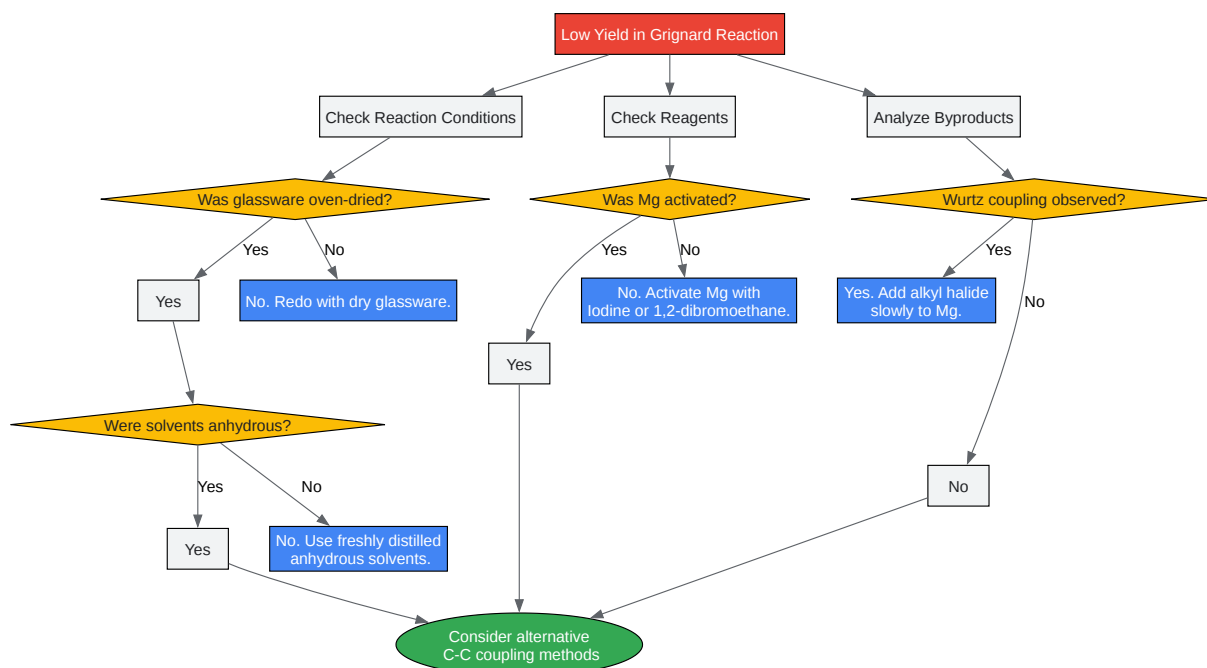 Low Yield in Grignard Reaction
Check Reaction Conditions
Check Reagents
Analyze Byproducts
Was glassware oven-dried?
Was Mg activated?
Wurtz coupling observed?
Yes
No
Yes
No
Yes
No
Yes
No. Redo with dry glassware.
No. Activate Mg with
Iodine or 1,2-dibromoethane.
Yes. Add alkyl halide
slowly to Mg.
Yes
Were solvents anhydrous?
Yes
No
No
Yes
No. Use freshly distilled
anhydrous solvents.
Consider alternative
C-C coupling methods